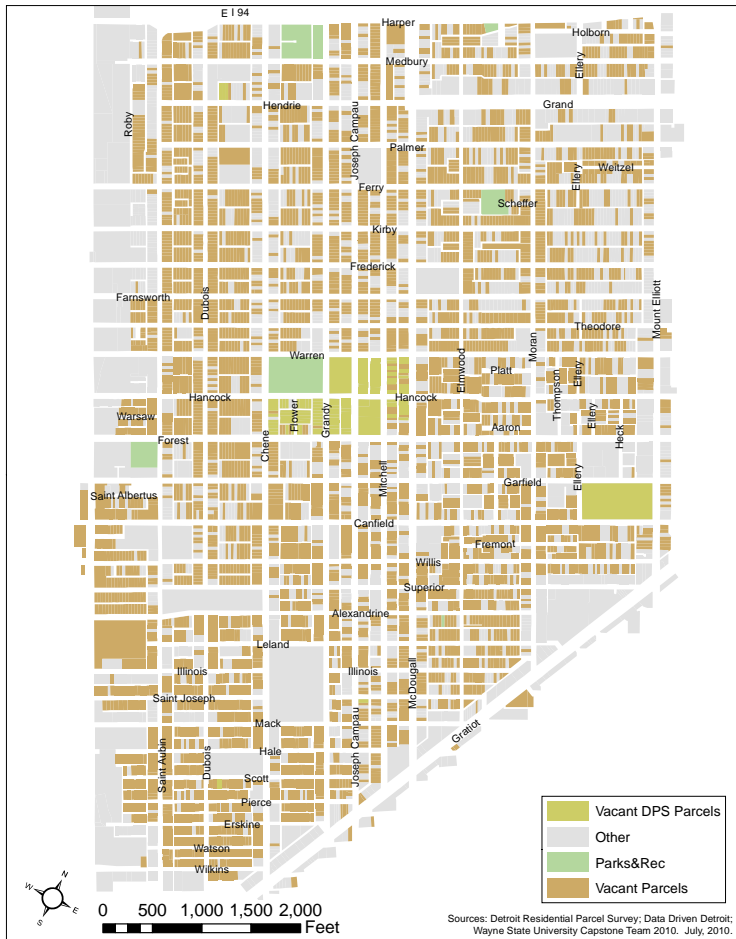 E I 94
Harper
Holborn
Medbury
Ellery
Hendrie
Grand
Roby
Joseph Campau
Palmer
Weitzel
Ellery
Ferry
Scheffer
Kirby
Frederick
Farnsworth
Dubois
Mount Elliott
Theodore
Warren
Moran
Elmwood
Platt
Ellery
Hancock
Hancock
Thompson
Warsaw
Flower
Grandy
Ellery
Aaron
Heck
Forest
Chene
Mitchell
Garfield
Ellery
Saint Albertus
Canfield
Fremont
Willis
Superior
Alexandrine
Leland
Illinois
Illinois
McDougall
Saint Joseph
Mack
Gratiot
Joseph Campau
Hale
Saint Aubin
Dubois
Scott
Pierce
Erskine
Watson
Wilkins
Vacant DPS Parcels
Other
Parks&Rec
Vacant Parcels
N
W
E
S
0 500 1,000 1,500 2,000
Feet
Sources: Detroit Residential Parcel Survey; Data Driven Detroit;
Wayne State University Capstone Team 2010. July, 2010.